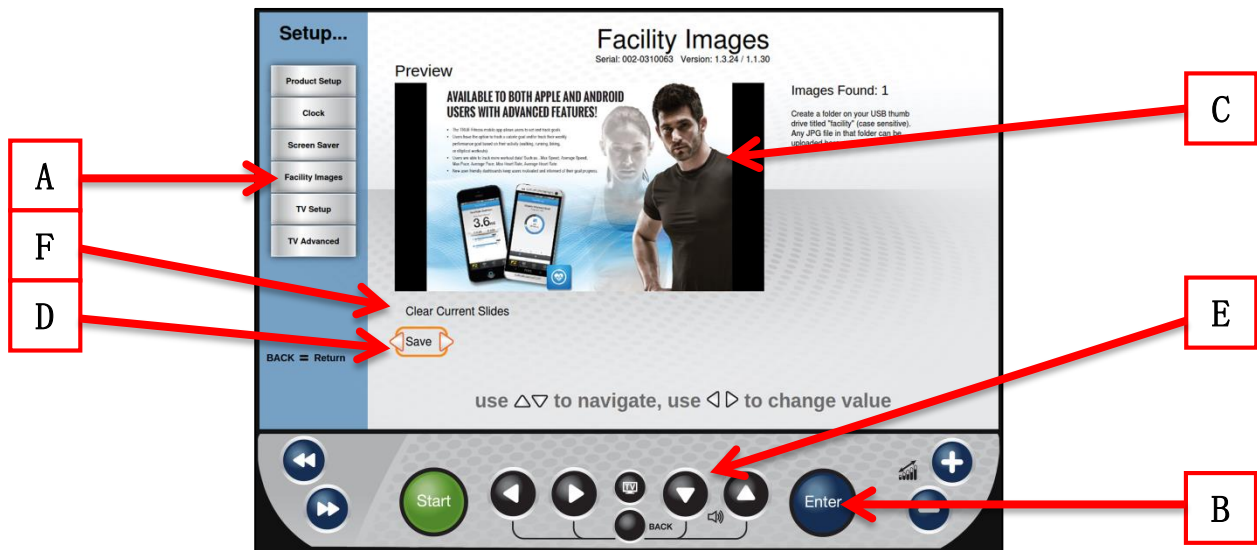 Setup...
Product Setup
Clock
Screen Saver
Facility Images
TV Setup
TV Advanced
BACK = Return
Facility Images
Serial: 002-0310063 Version: 1.3.24 / 1.1.30
Preview
AVAILABLE TO BOTH APPLE AND ANDROID
USERS WITH ADVANCED FEATURES!
Images Found: 1
Create a folder on your USB thumb
drive titled "facility" (case sensitive).
Any JPG file in that folder can be
uploaded
3.6
Clear Current Slides
Save
use △▽ to navigate, use ◁ ▷ to change value
Start
TV
BACK
Enter
A
F
D
C
E
B